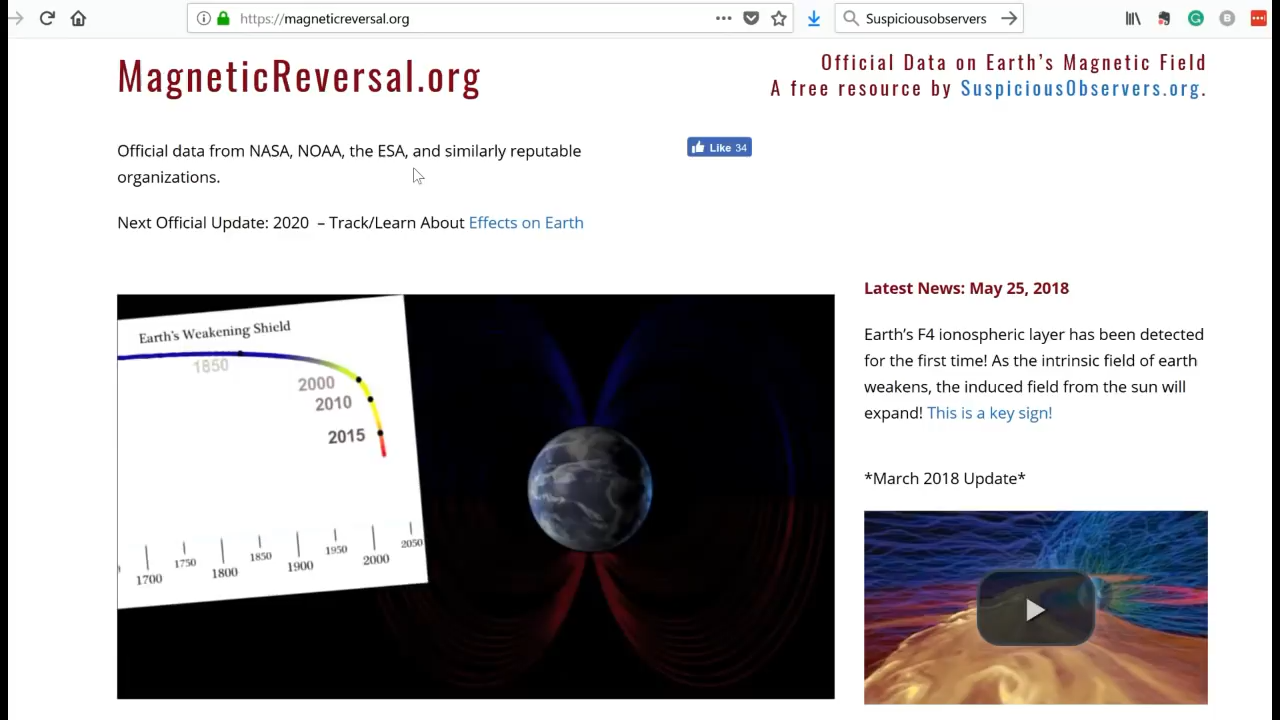 https://magneticreversal.org
Suspiciousobservers
MagneticReversal.org
Official Data on Earth's Magnetic Field
A free resource by SuspiciousObservers.org.
Official data from NASA, NOAA, the ESA, and similarly reputable
organizations.
Like 34
Next Official Update: 2020 – Track/Learn About Effects on Earth
Earth's Weakening Shield
1850
2000
2010
2015
1700
1750
1800
1850
1900
1950
2000
2050
Latest News: May 25, 2018
Earth's F4 ionospheric layer has been detected
for the first time! As the intrinsic field of earth
weakens, the induced field from the sun will
expand! This is a key sign!
*March 2018 Update*